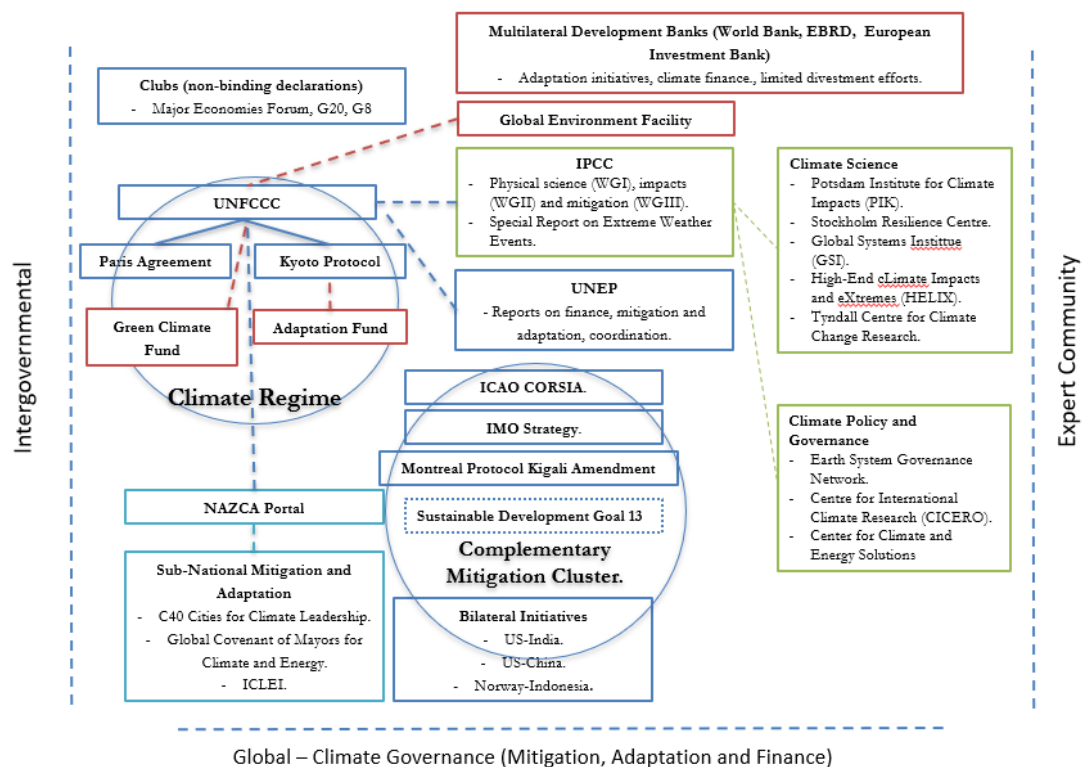 Multilateral Development Banks (World Bank, EBRD, European
Investment Bank)
- Adaptation initiatives, climate finance., limited divestment efforts.
Clubs (non-binding declarations)
- Major Economies Forum, G20, G8
Global Environment Facility
IPCC
- Physical science (WGI), impacts
(WGII) and mitigation (WGIII).
- Special Report on Extreme Weather
Events.
Climate Science
- Potsdam Institute for Climate
Impacts (PIK).
- Stockholm Resilience Centre.
- Global Systems Instittue
(GSI).
- High-End cLimate Impacts
and eXtremes (HELIX).
- Tyndall Centre for Climate
Change Research.
UNFCCC
Paris Agreement
Kyoto Protocol
Green Climate
Fund
Adaptation Fund
Climate Regime
UNEP
- Reports on finance, mitigation and
adaptation, coordination.
Intergovernmental
Expert Community
ICAO CORSIA.
IMO Strategy.
Montreal Protocol Kigali Amendment
Sustainable Development Goal 13
Complementary
Mitigation Cluster.
Climate Policy and
Governance
- Earth System Governance
Network.
- Centre for International
Climate Research (CICERO).
- Center for Climate and
Energy Solutions
NAZCA Portal
Sub-National Mitigation and
Adaptation
- C40 Cities for Climate Leadership.
- Global Covenant of Mayors for
Climate and Energy.
- ICLEI.
Bilateral Initiatives
- US-India.
- US-China.
- Norway-Indonesia.
Global – Climate Governance (Mitigation, Adaptation and Finance)